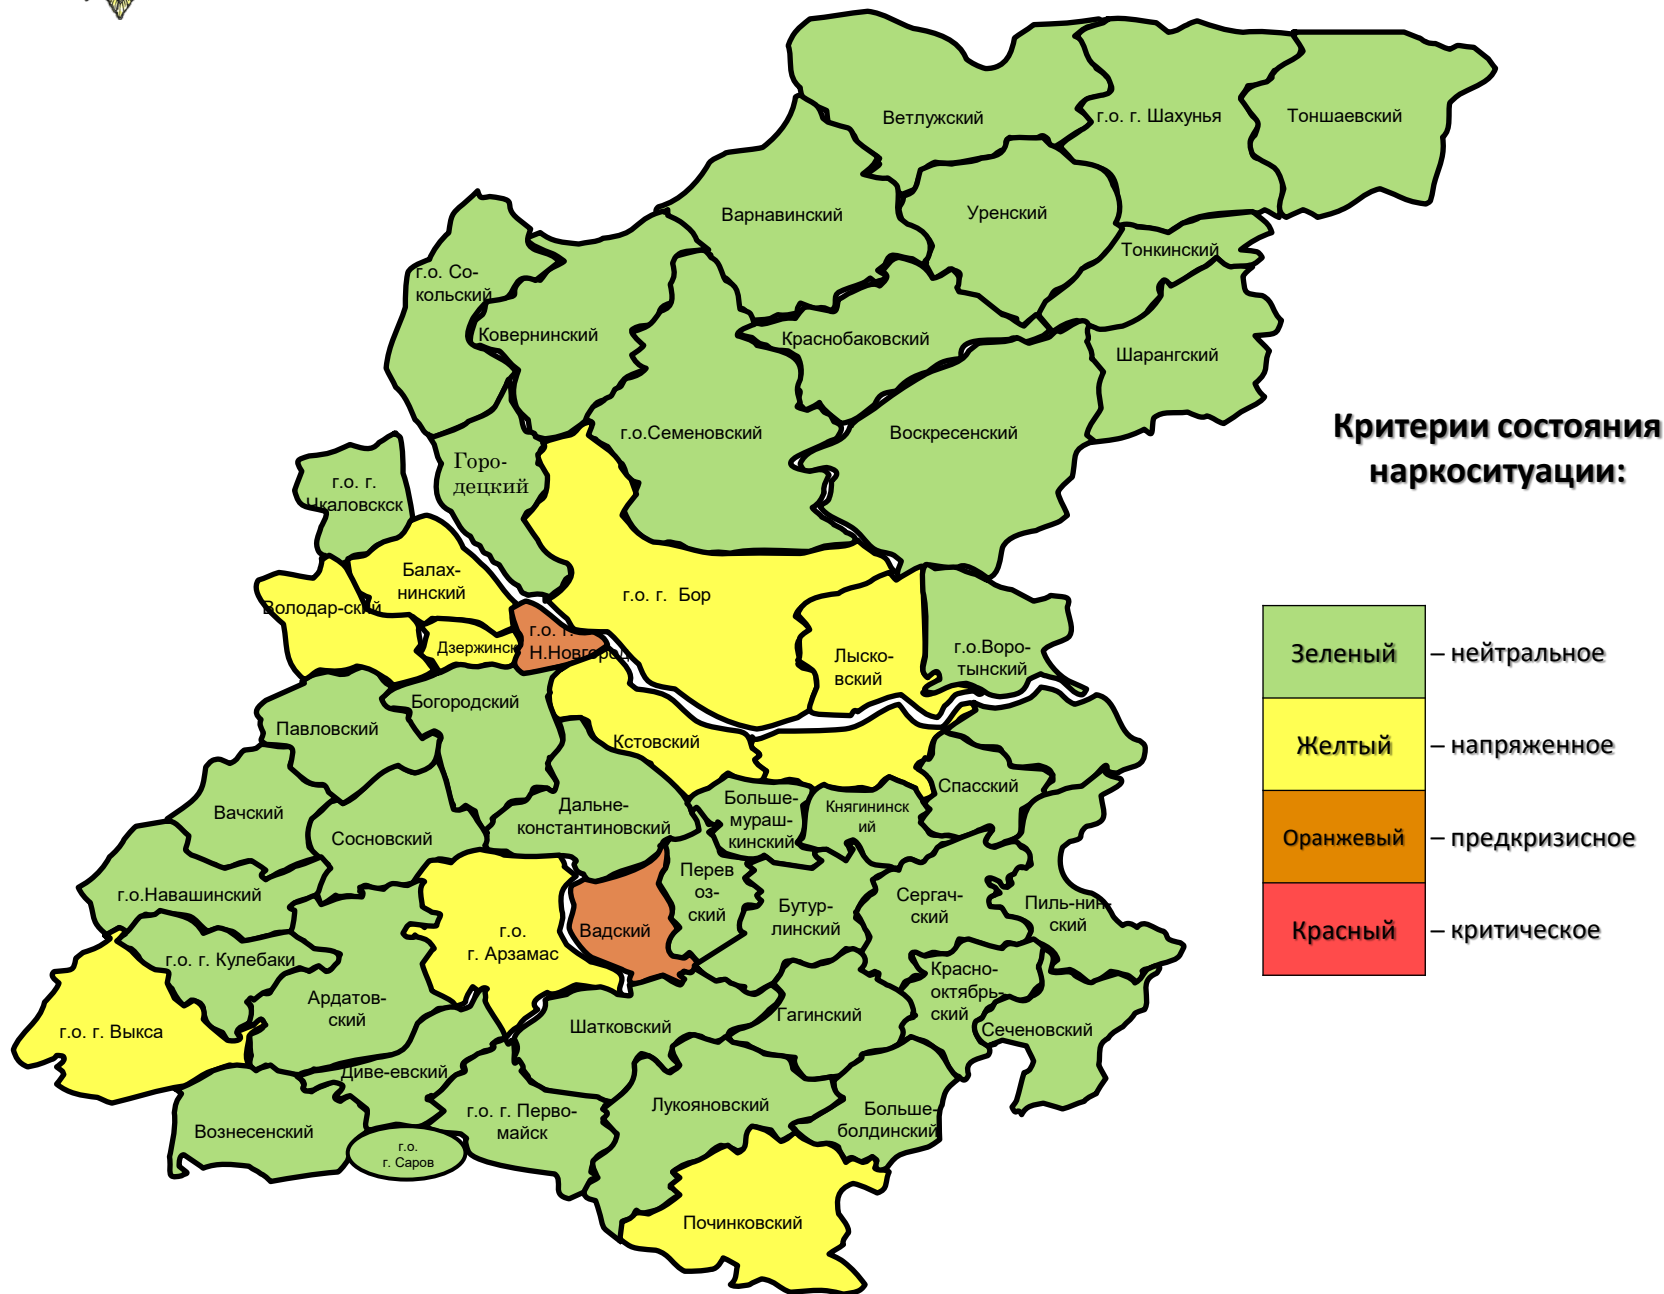 Ветлужский
г.о. г. Шахунья
Тоншаевский
Варнавинский
Уренский
Тонкинский
г.о. Со-
кольский
Ковернинский
Краснобаковский
Шарангский
г.о.Семеновский
Воскресенский
Критерии состояния
наркоситуации:
Горо-
децкий
г.о. г.
Чкаловскск
Балах-
нинский
Володар-ский
г.о. г. Бор
Дзержинск
г.о. г.
Н.Новгород
Лыско-
вский
г.о.Воро-
тынский
Зеленый – нейтральное
Желтый – напряженное
Оранжевый – предкризисное
Красный – критическое
Богородский
Павловский
Кстовский
Спасский
Вачский
Сосновский
Дальне-
константиновский
Больше-
мураш-
кинский
Княгининск
ий
г.о.Навашинский
Перев
оз-
ский
Бутур-
линский
Сергач-
ский
Пиль-нин-
ский
г.о.
г. Арзамас
Вадский
г.о. г. Кулебаки
Ардатов-
ский
Красно-
октябрь-
ский
г.о. г. Выкса
Шатковский
Гагинский
Сеченовский
Диве-евский
Вознесенский
г.о. г. Перво-
майск
Лукояновский
Больше-
болдинский
г.о.
г. Саров
Починковский